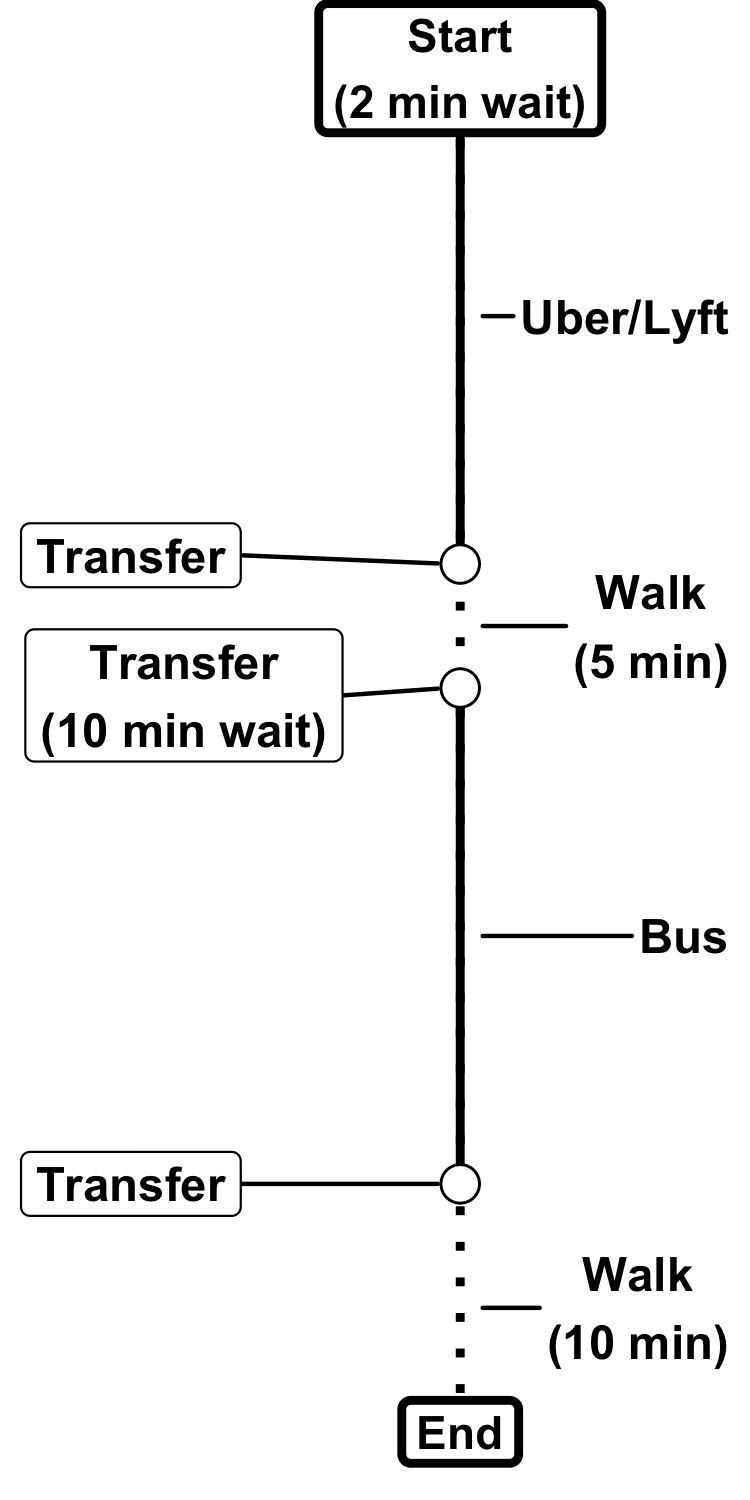 Start
(2 min wait)
Uber/Lyft
Transfer
Walk
(5 min)
Transfer
(10 min wait)
Bus
Transfer
Walk
(10 min)
End